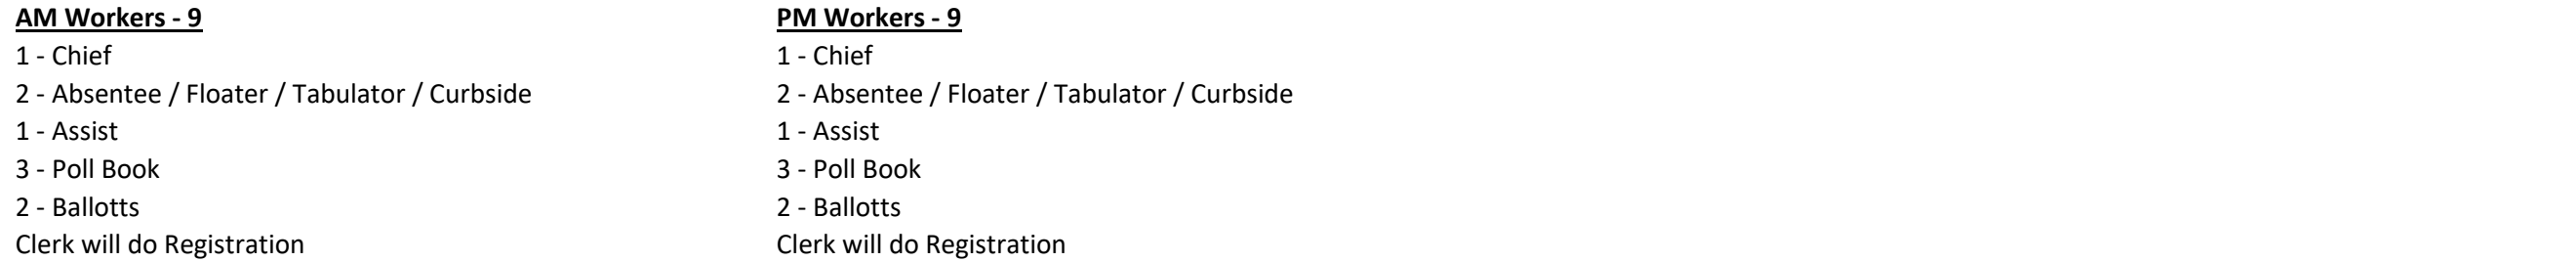 AM Workers - 9
1 - Chief
2 - Absentee / Floater / Tabulator / Curbside
1 - Assist
3 - Poll Book
2 - Ballotts
Clerk will do Registration
PM Workers - 9
1 - Chief
2 - Absentee / Floater / Tabulator / Curbside
1 - Assist
3 - Poll Book
2 - Ballotts
Clerk will do Registration